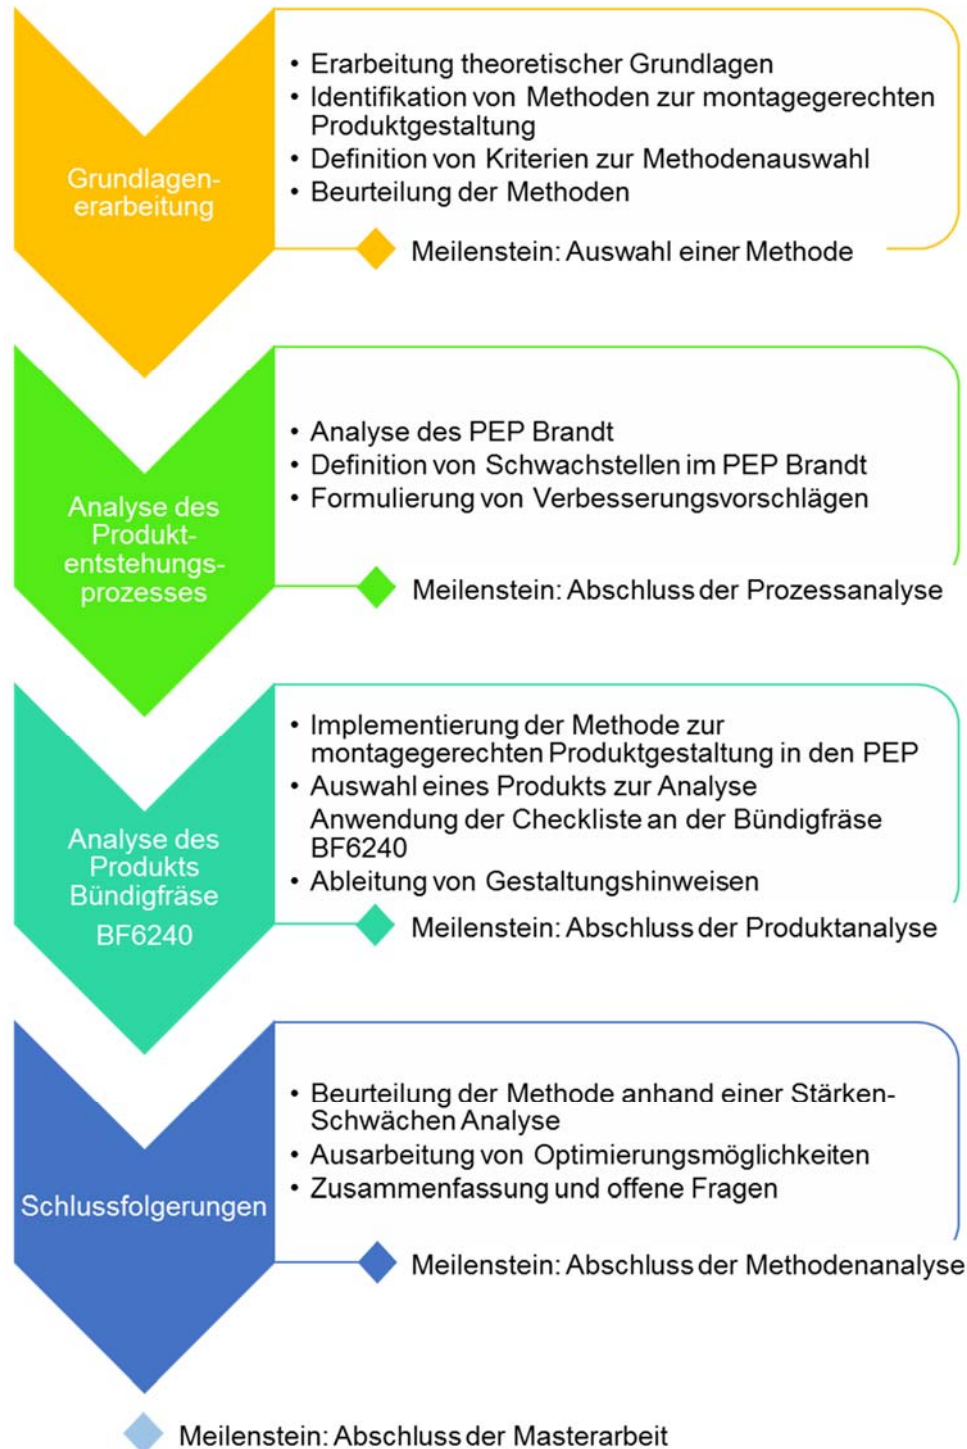 Grundlagen-
erarbeitung
• Erarbeitung theoretischer Grundlagen
• Identifikation von Methoden zur montagegerechten
Produktgestaltung
• Definition von Kriterien zur Methodenauswahl
• Beurteilung der Methoden
Meilenstein: Auswahl einer Methode
Analyse des
Produkt-
entstehungs-
prozesses
• Analyse des PEP Brandt
• Definition von Schwachstellen im PEP Brandt
• Formulierung von Verbesserungsvorschlägen
Meilenstein: Abschluss der Prozessanalyse
Analyse des
Produkts
Bündigfräse
BF6240
• Implementierung der Methode zur
montagegerechten Produktgestaltung in den PEP
• Auswahl eines Produkts zur Analyse
Anwendung der Checkliste an der Bündigfräse
BF6240
• Ableitung von Gestaltungshinweisen
Meilenstein: Abschluss der Produktanalyse
Schlussfolgerungen
• Beurteilung der Methode anhand einer Stärken-
Schwächen Analyse
• Ausarbeitung von Optimierungsmöglichkeiten
• Zusammenfassung und offene Fragen
Meilenstein: Abschluss der Methodenanalyse
Meilenstein: Abschluss der Masterarbeit